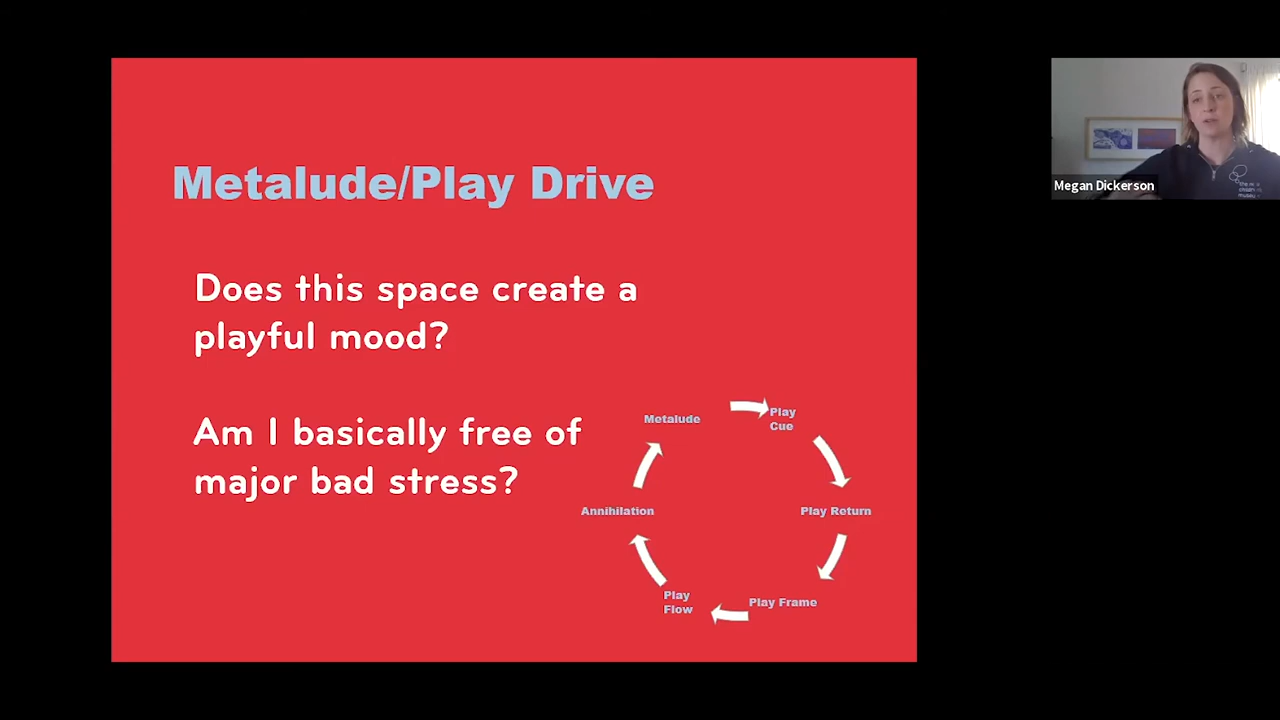 Metalude/Play Drive
Does this space create a
playful mood?
Am I basically free of
major bad stress?
Metalude
Play
Cue
Play Return
Play Frame
Play
Flow
Annihilation
Megan Dickerson